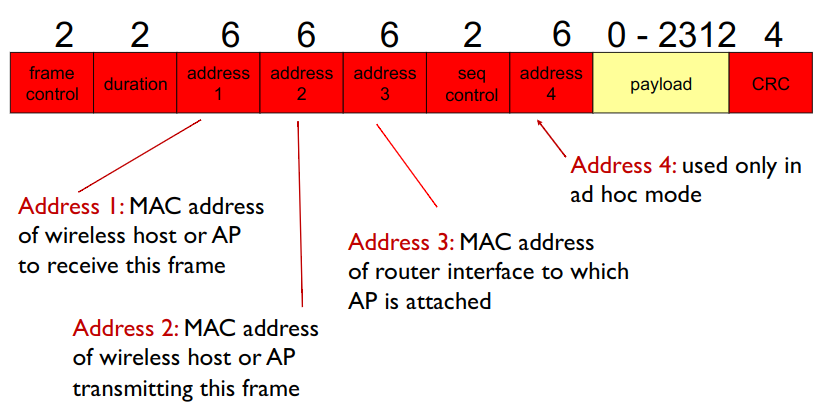 2 2 6 6 6 2 6 0 - 2312 4
frame control
duration
address 1
address 2
address 3
seq control
address 4
payload
CRC
Address 4: used only in
ad hoc mode
Address 1: MAC address
of wireless host or AP
to receive this frame
Address 3: MAC address
of router interface to which
AP is attached
Address 2: MAC address
of wireless host or AP
transmitting this frame